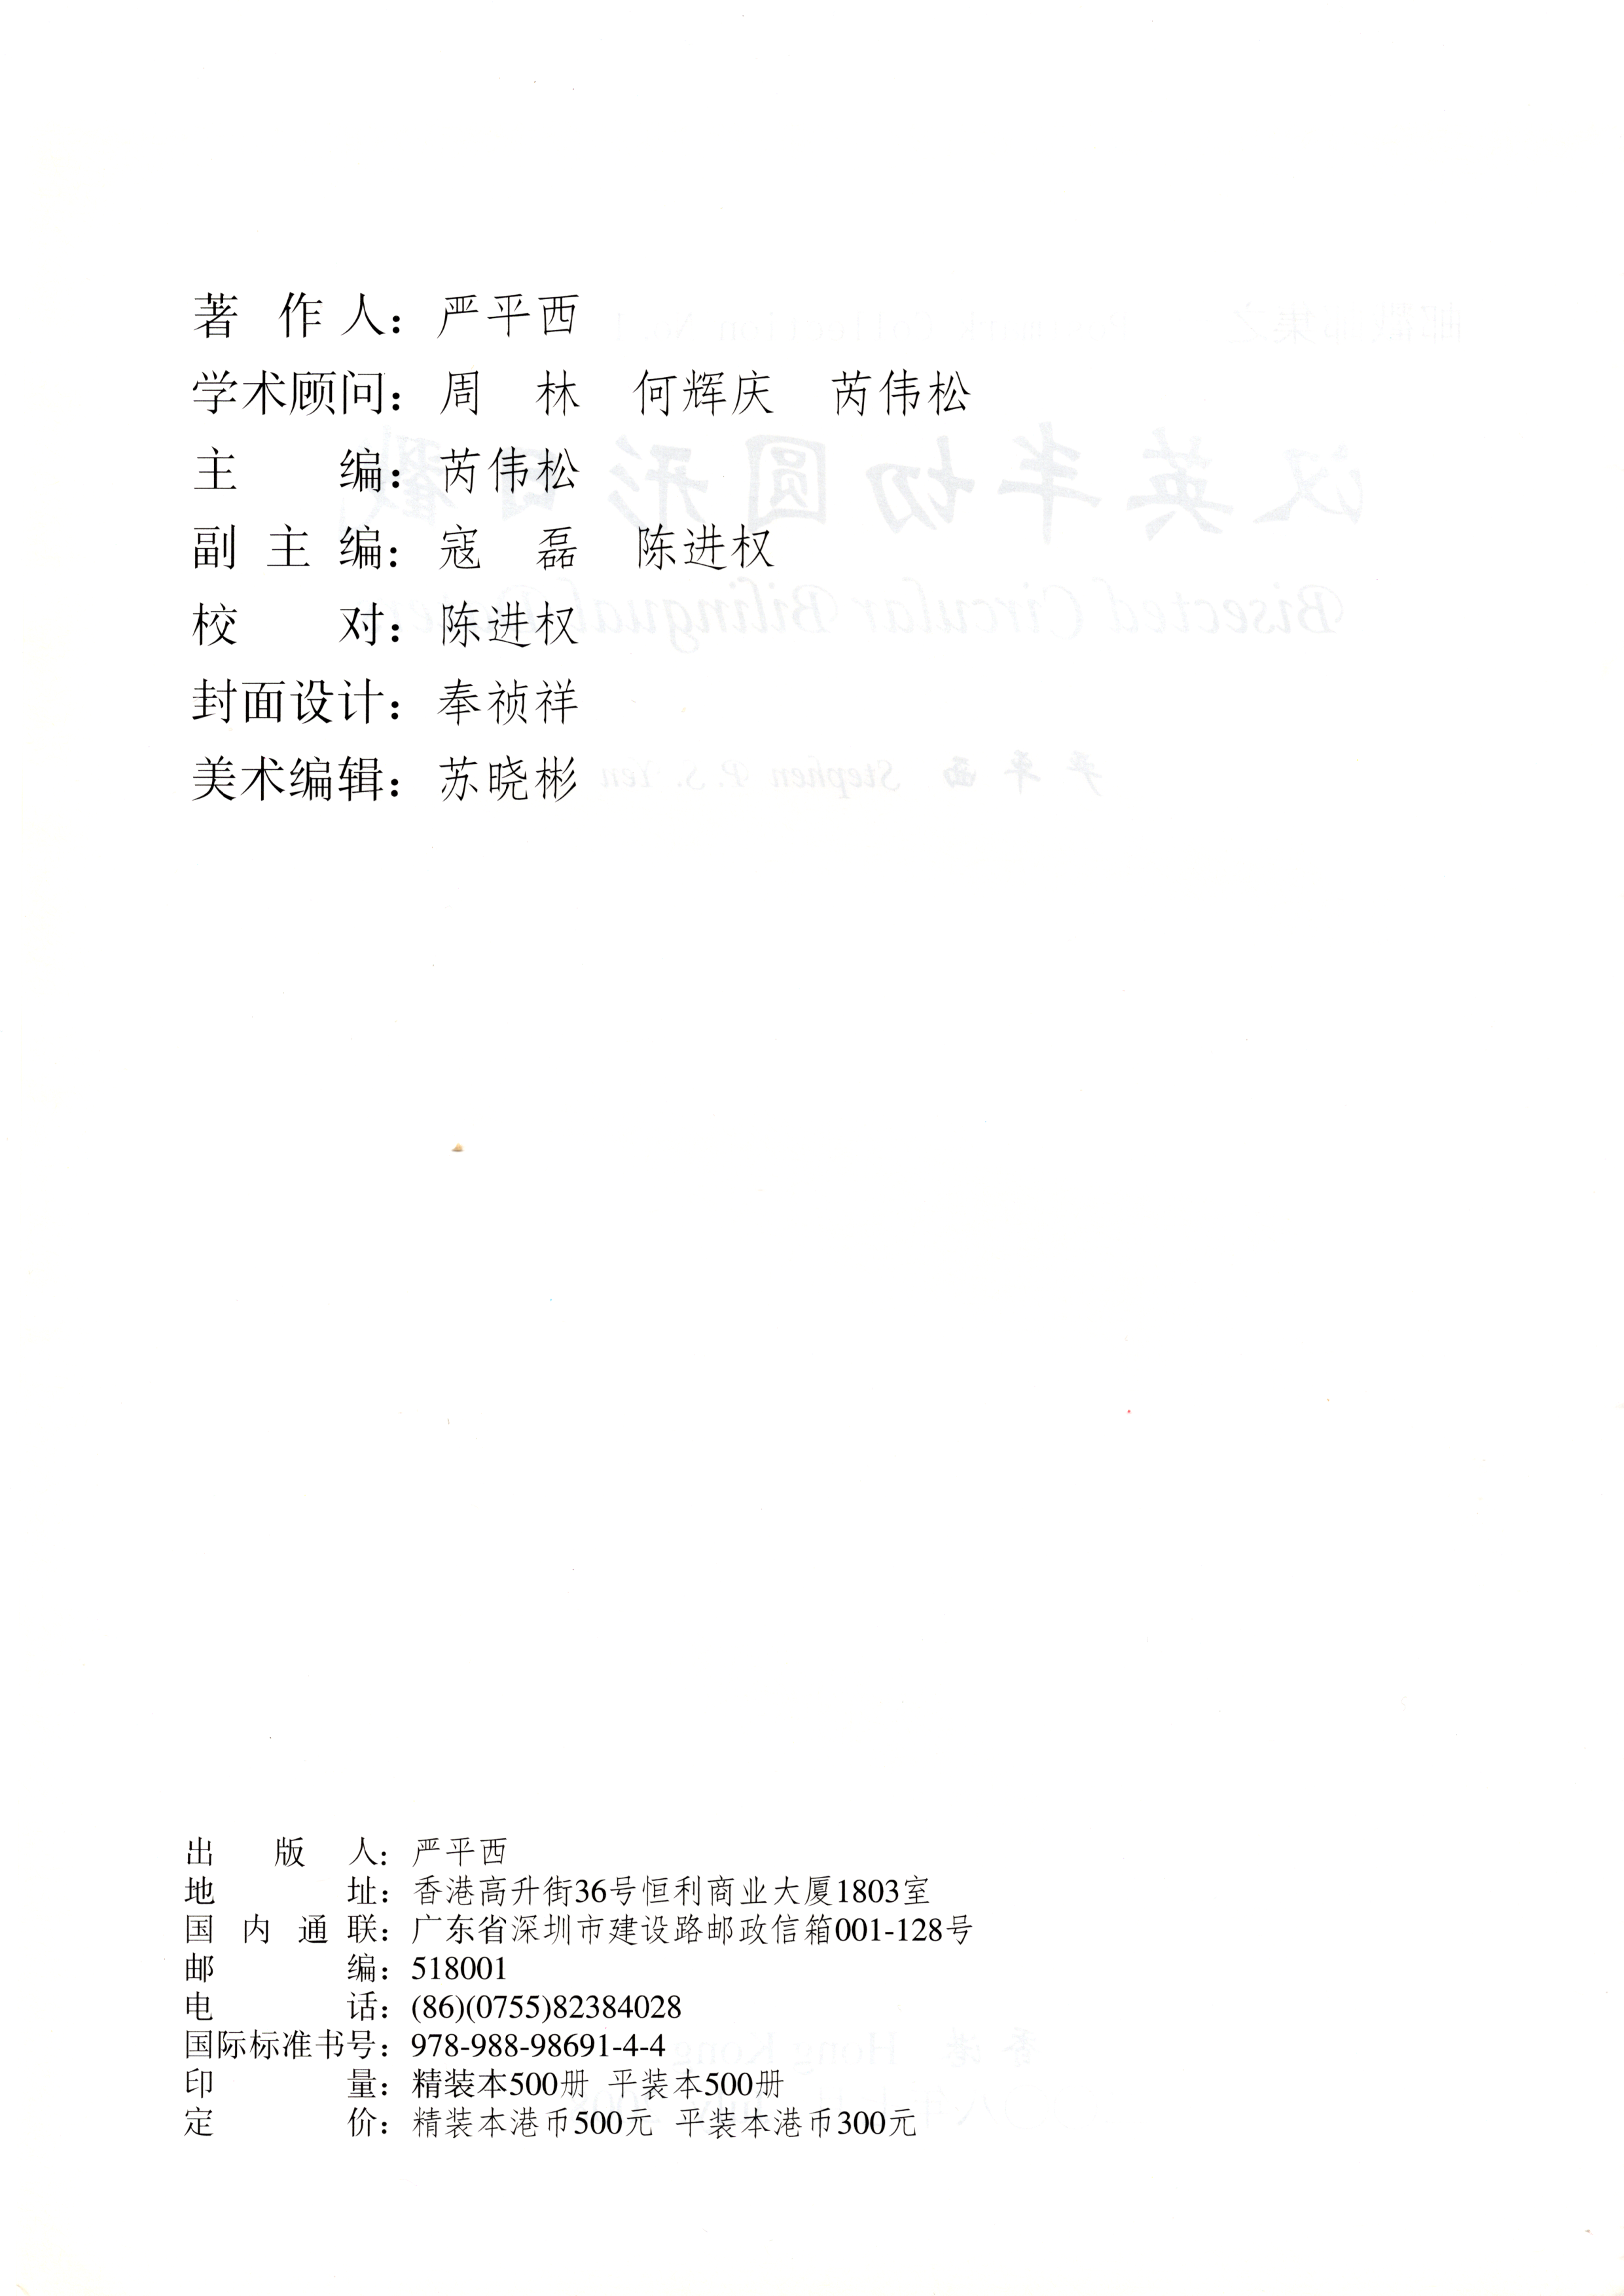 著作人：严平西
学术顾问：周　林　何辉庆　芮伟松
主编：芮伟松
副主编：寇　磊　陈进权
校对：陈进权
封面设计：奉祯祥
美术编辑：苏晓彬
出版人：严平西
地址：香港高升街36号恒利商业大厦1803室
国内通联：广东省深圳市建设路邮政信箱001-128号
邮编：518001
电话：(86)(0755)82384028
国际标准书号：978-988-98691-4-4
印量：精装本500册 平装本500册
定价：精装本港币500元 平装本港币300元